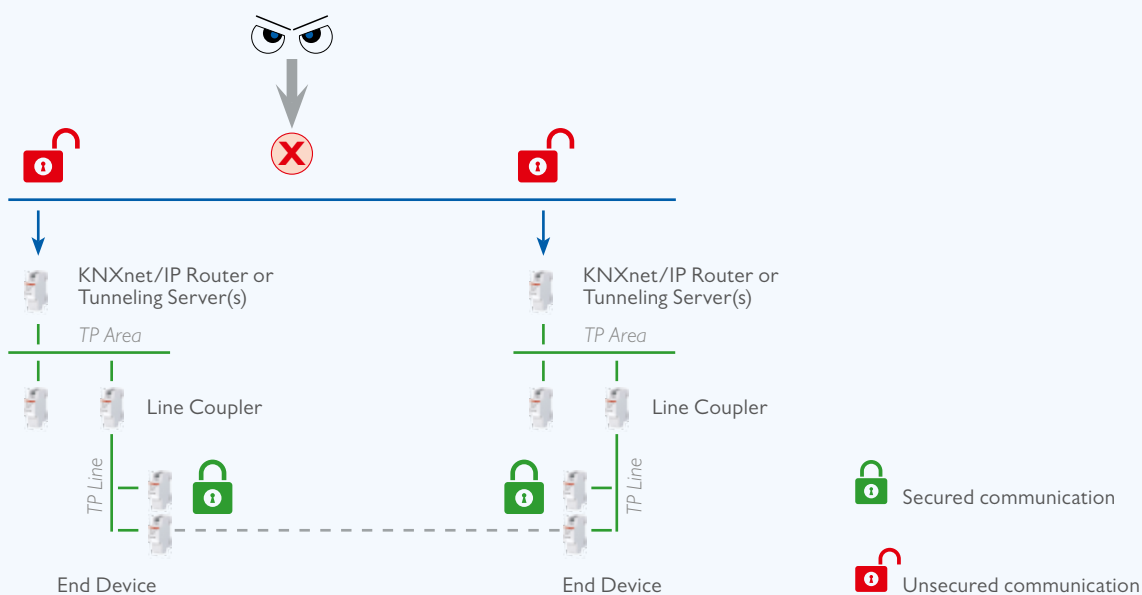 X
KNXnet/IP Router or
Tunneling Server(s)
TP Area
Line Coupler
TP Line
End Device
KNXnet/IP Router or
Tunneling Server(s)
TP Area
Line Coupler
TP Line
End Device
Secured communication
Unsecured communication